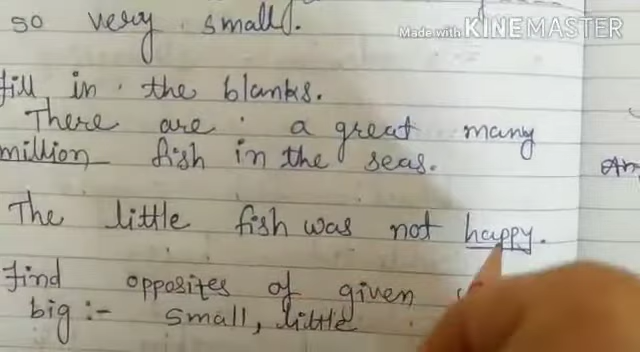 so very small.
Made with KINEMASTER
fill in the blanks.
There are a great many
million fish in the seas.
The little fish was not happy.
find opposites of given
big :- small, little